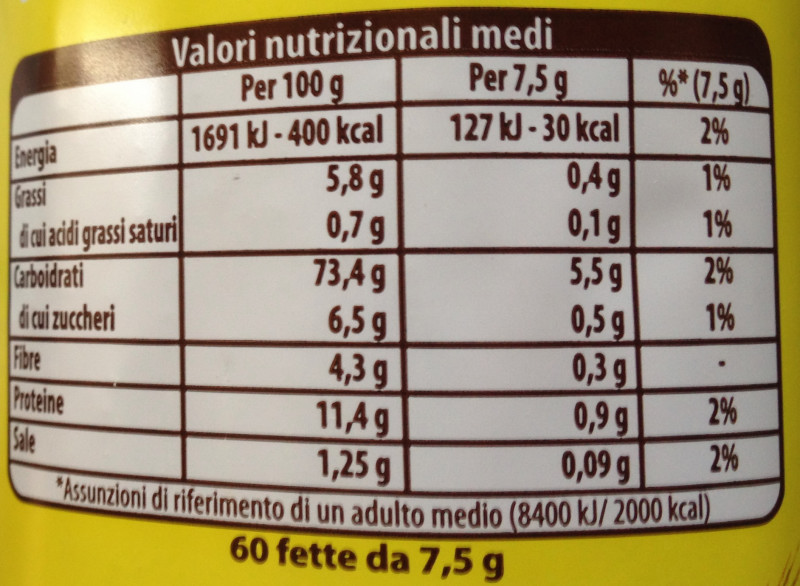 Valori nutrizionali medi
Per 100 g Per 7,5 g %* (7,5 g)
Energia 1691 kJ - 400 kcal 127 kJ - 30 kcal 2%
Grassi 5,8 g 0,4 g 1%
di cui acidi grassi saturi 0,7 g 0,1 g 1%
Carboidrati 73,4 g 5,5 g 2%
di cui zuccheri 6,5 g 0,5 g 1%
Fibre 4,3 g 0,3 g -
Proteine 11,4 g 0,9 g 2%
Sale 1,25 g 0,09 g 2%
*Assunzioni di riferimento di un adulto medio (8400 kJ/ 2000 kcal)
60 fette da 7,5 g